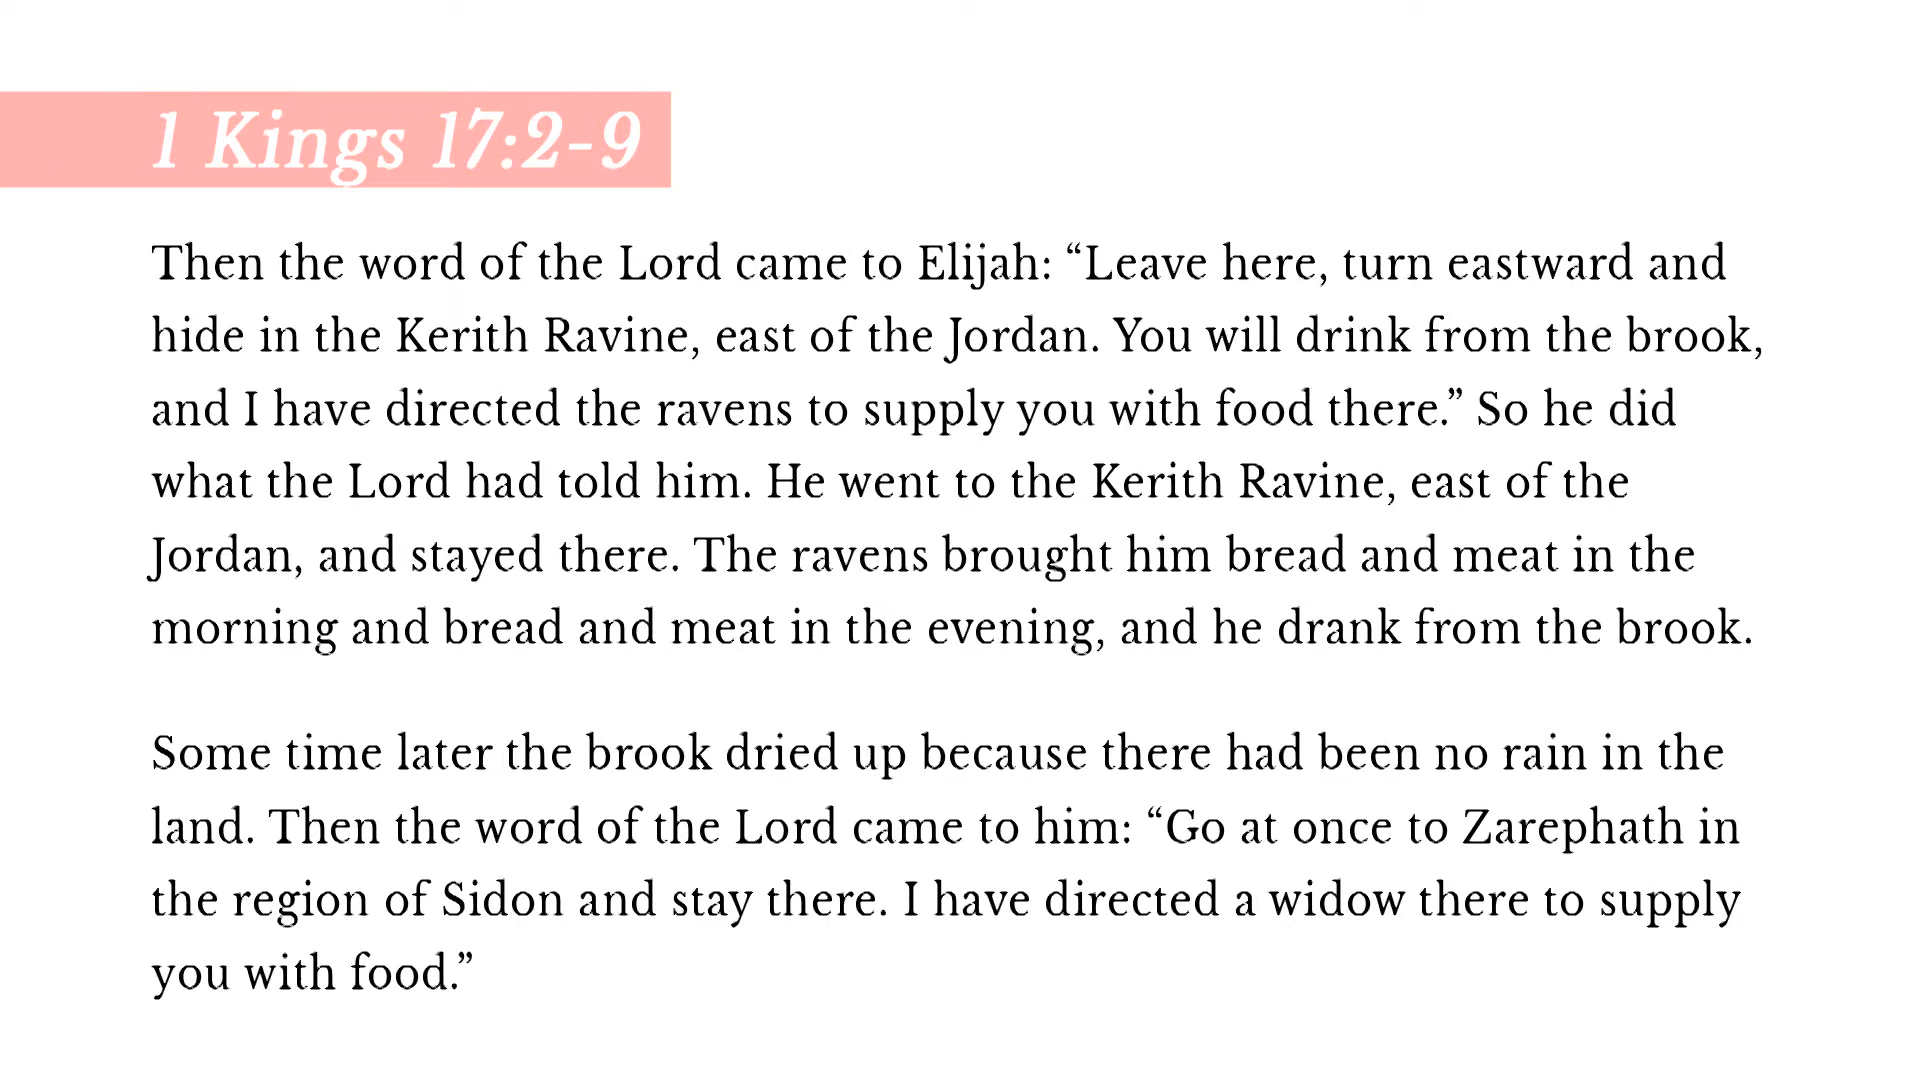 1 Kings 17:2-9
Then the word of the Lord came to Elijah: “Leave here, turn eastward and
hide in the Kerith Ravine, east of the Jordan. You will drink from the brook,
and I have directed the ravens to supply you with food there.” So he did
what the Lord had told him. He went to the Kerith Ravine, east of the
Jordan, and stayed there. The ravens brought him bread and meat in the
morning and bread and meat in the evening, and he drank from the brook.
Some time later the brook dried up because there had been no rain in the
land. Then the word of the Lord came to him: “Go at once to Zarephath in
the region of Sidon and stay there. I have directed a widow there to supply
you with food.”